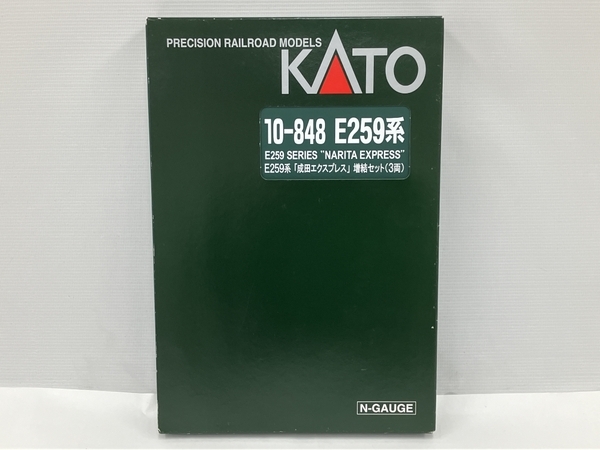 PRECISION RAILROAD MODELS
KATO
10-848 E259系
E259 SERIES "NARITA EXPRESS"
E259系「成田エクスプレス」増結セット(3両)
N-GAUGE